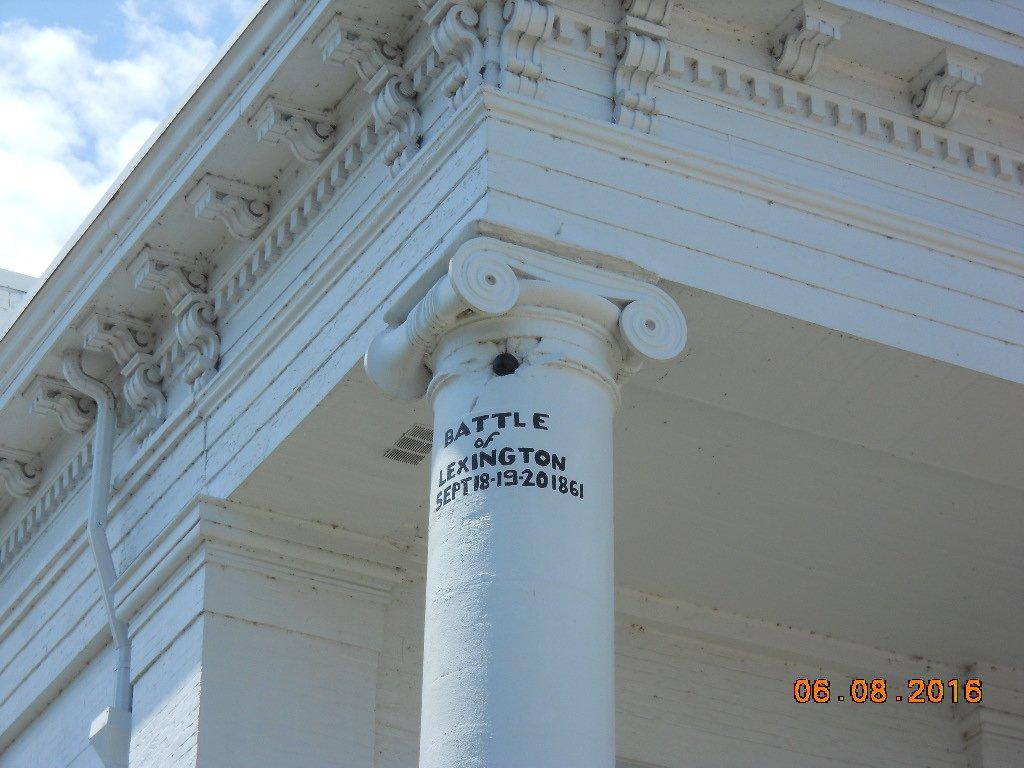 BATTLE
of
LEXINGTON
SEPT 18-19-20 1861
06.08.2016